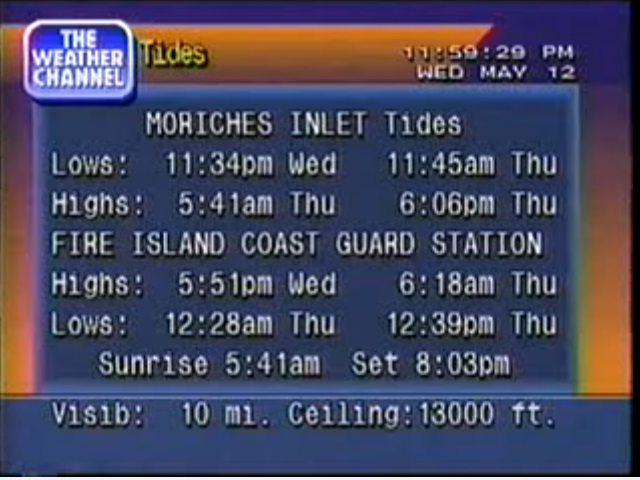 THE
WEATHER
CHANNEL
Tides
11:59:29 PM
WED MAY 12
MORICHES INLET Tides
Lows: 11:34pm Wed 11:45am Thu
Highs: 5:41am Thu 6:06pm Thu
FIRE ISLAND COAST GUARD STATION
Highs: 5:51pm Wed 6:18am Thu
Lows: 12:28am Thu 12:39pm Thu
Sunrise 5:41am Set 8:03pm
Visib: 10 mi. Ceiling:13000 ft.